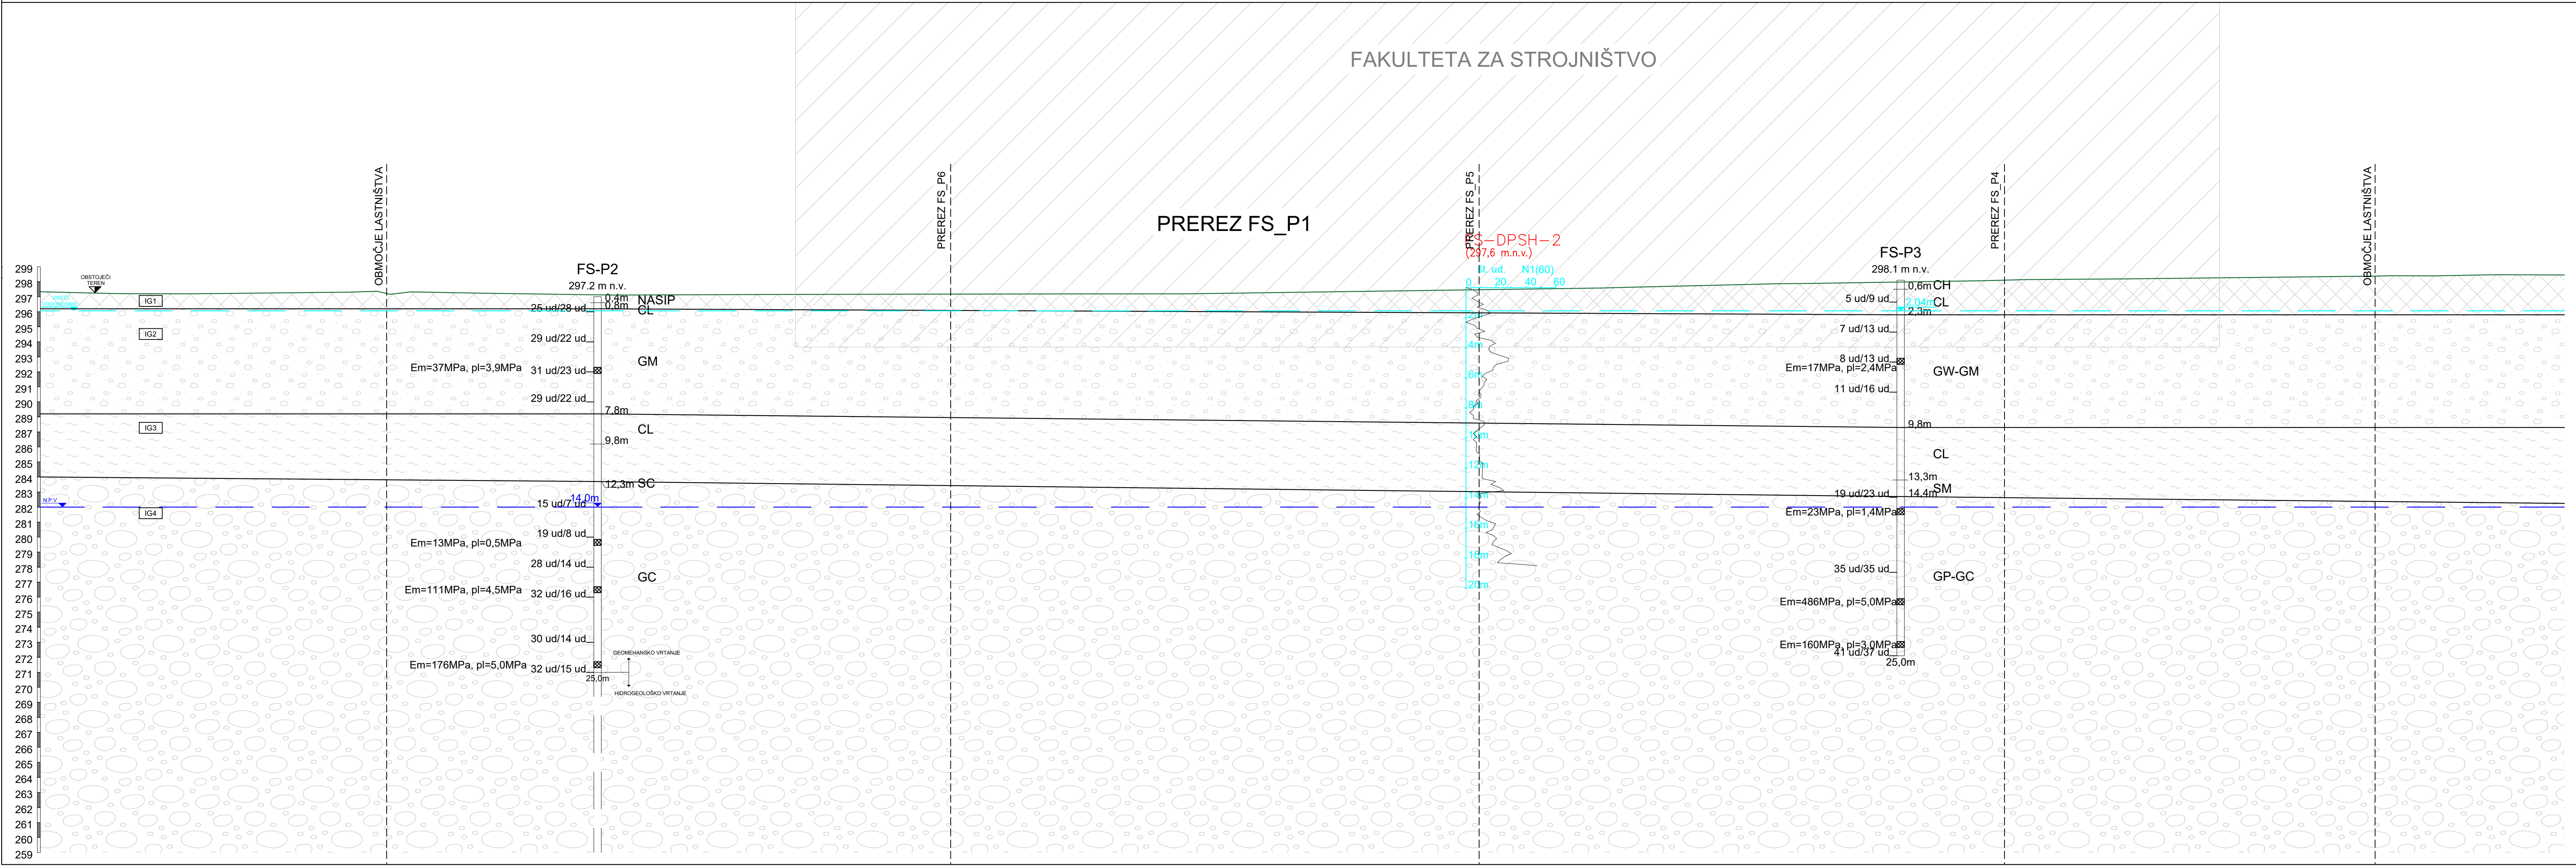 FAKULTETA ZA STROJNIŠTVO
PREREZ FS_P1
OBMOČJE LASTNIŠTVA
PREREZ FS_P6
PREREZ FS_P5
PREREZ FS_P4
OBMOČJE LASTNIŠTVA
299
298
297
296
295
294
293
292
291
290
289
288
287
286
285
284
283
282
281
280
279
278
277
276
275
274
273
272
271
270
269
268
267
266
265
264
263
262
261
260
259
OBSTOJEČI
TEREN
IG1
IG2
IG3
IG4
N.P.V
FS-P2
297.2 m n.v.
0,4m
NASIP
0,8m
CL
25 ud/28 ud
29 ud/22 ud
GM
Em=37MPa, pl=3,9MPa
31 ud/23 ud
29 ud/22 ud
7,8m
CL
9,8m
12,3m
SC
14,0m
15 ud/7 ud
19 ud/8 ud
Em=13MPa, pl=0,5MPa
28 ud/14 ud
GC
Em=111MPa, pl=4,5MPa
32 ud/16 ud
30 ud/14 ud
GEOMEHANSKO VRTANJE
Em=176MPa, pl=5,0MPa
32 ud/15 ud
25,0m
HIDROGEOLOŠKO VRTANJE
FS-DPSH-2
(297,6 m.n.v.)
št. ud.
N1(60)
0 20 40 60
4m
6m
8m
10m
12m
14m
16m
18m
20m
FS-P3
298.1 m n.v.
0,6m
CH
5 ud/9 ud
CL
2,04m
2,3m
7 ud/13 ud
8 ud/13 ud
Em=17MPa, pl=2,4MPa
GW-GM
11 ud/16 ud
9,8m
CL
13,3m
SM
19 ud/23 ud
14,4m
Em=23MPa, pl=1,4MPa
35 ud/35 ud
GP-GC
Em=486MPa, pl=5,0MPa
Em=160MPa, pl=3,0MPa
41 ud/37 ud
25,0m